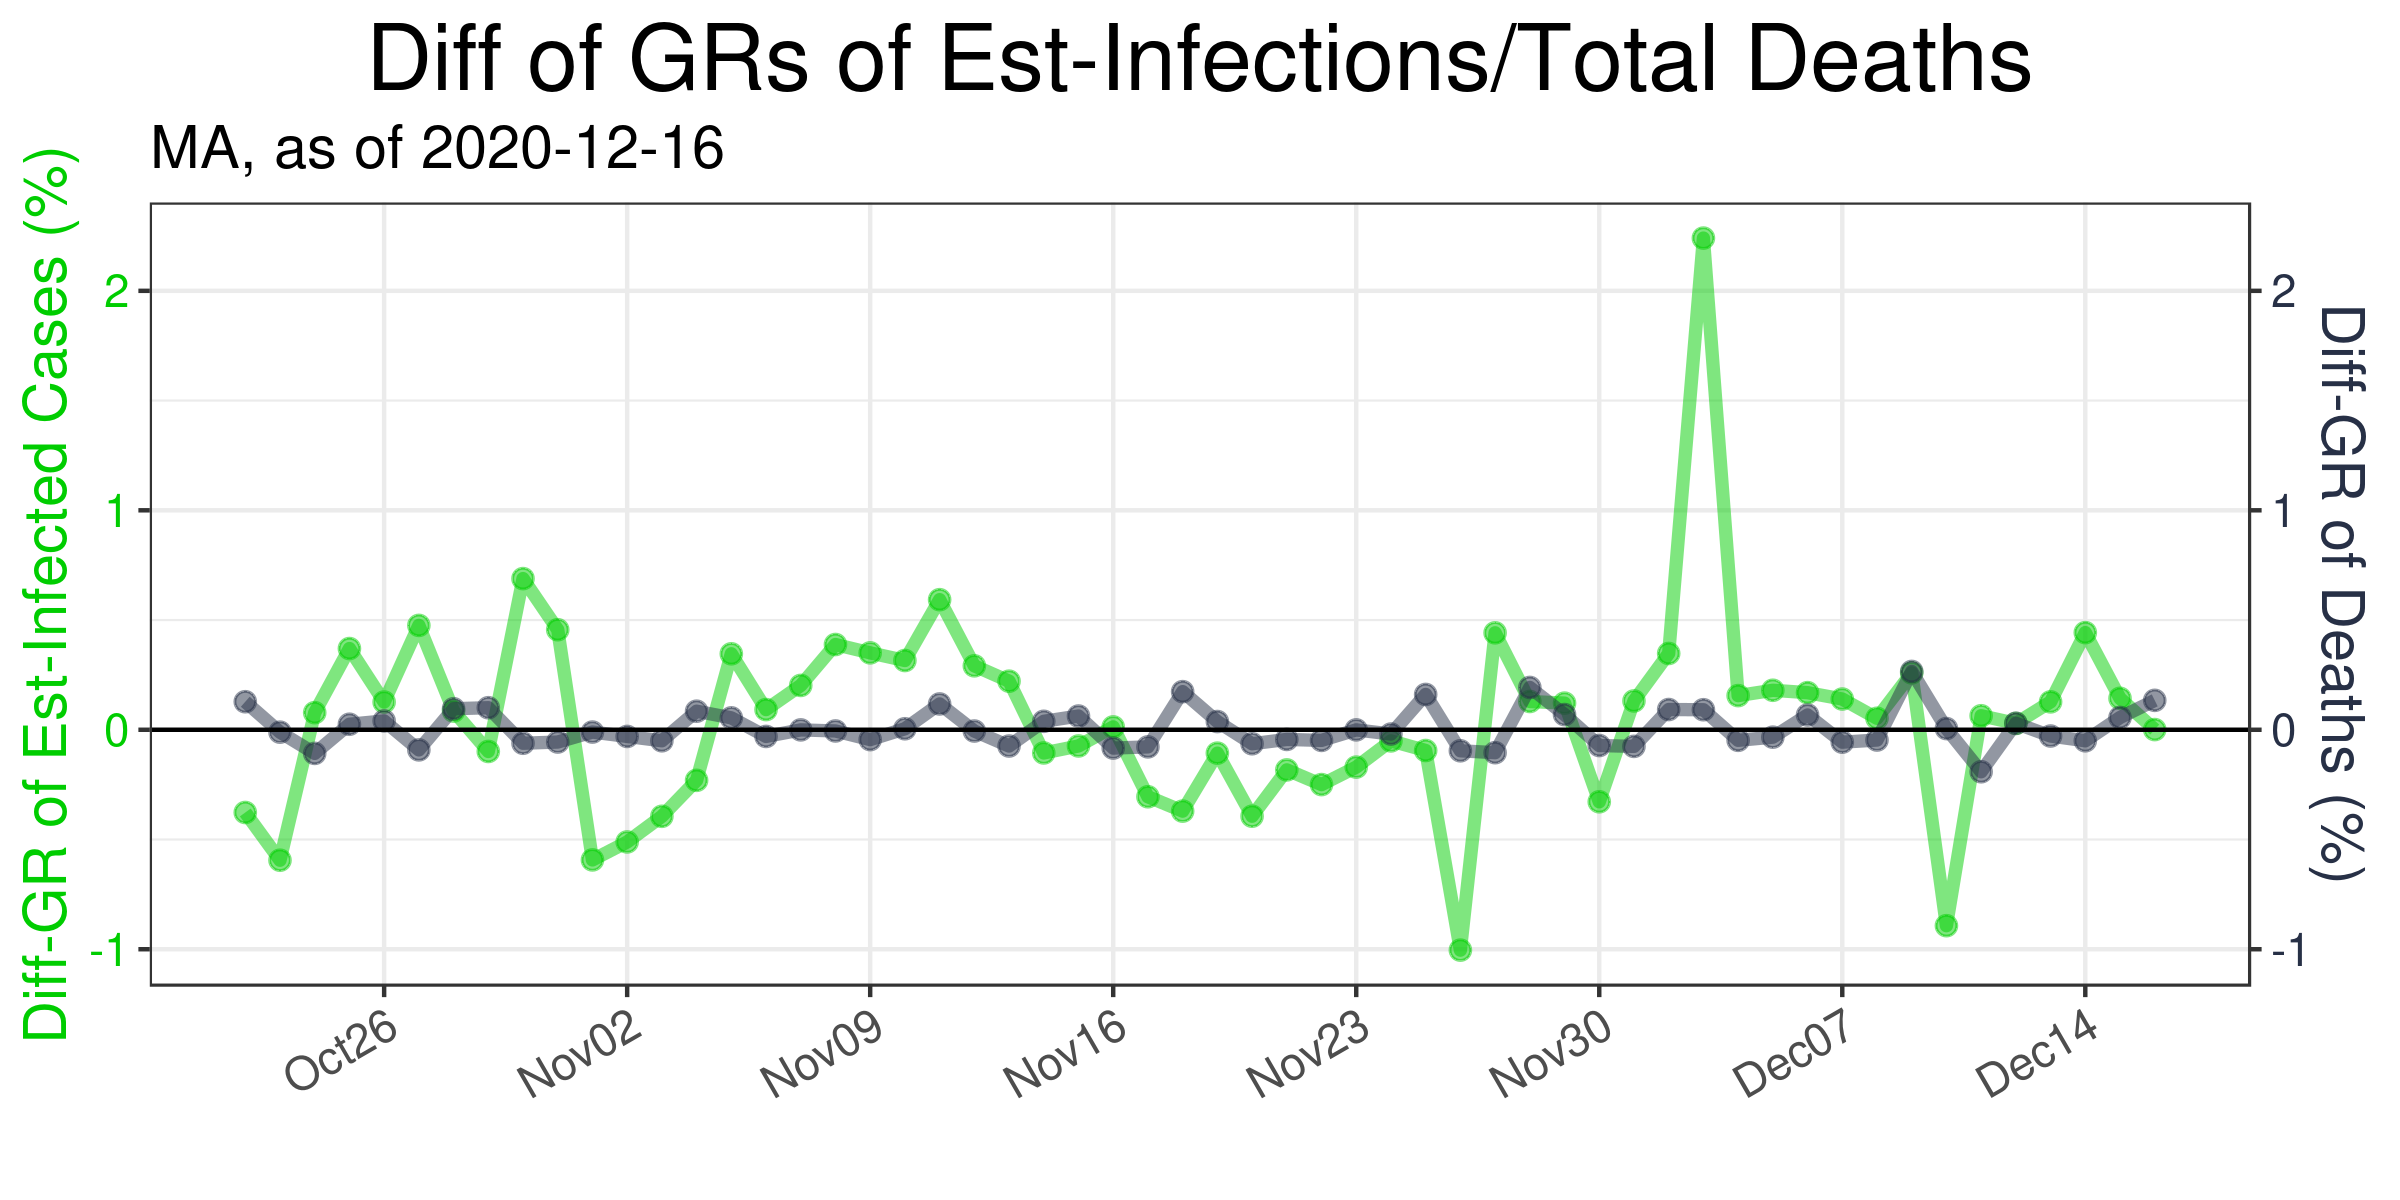 Diff of GRs of Est-Infections/Total Deaths
MA, as of 2020-12-16
Diff-GR of Est-Infected Cases (%)
2
1
0
-1
2
1
0
-1
Diff-GR of Deaths (%)
Oct26
Nov02
Nov09
Nov16
Nov23
Nov30
Dec07
Dec14